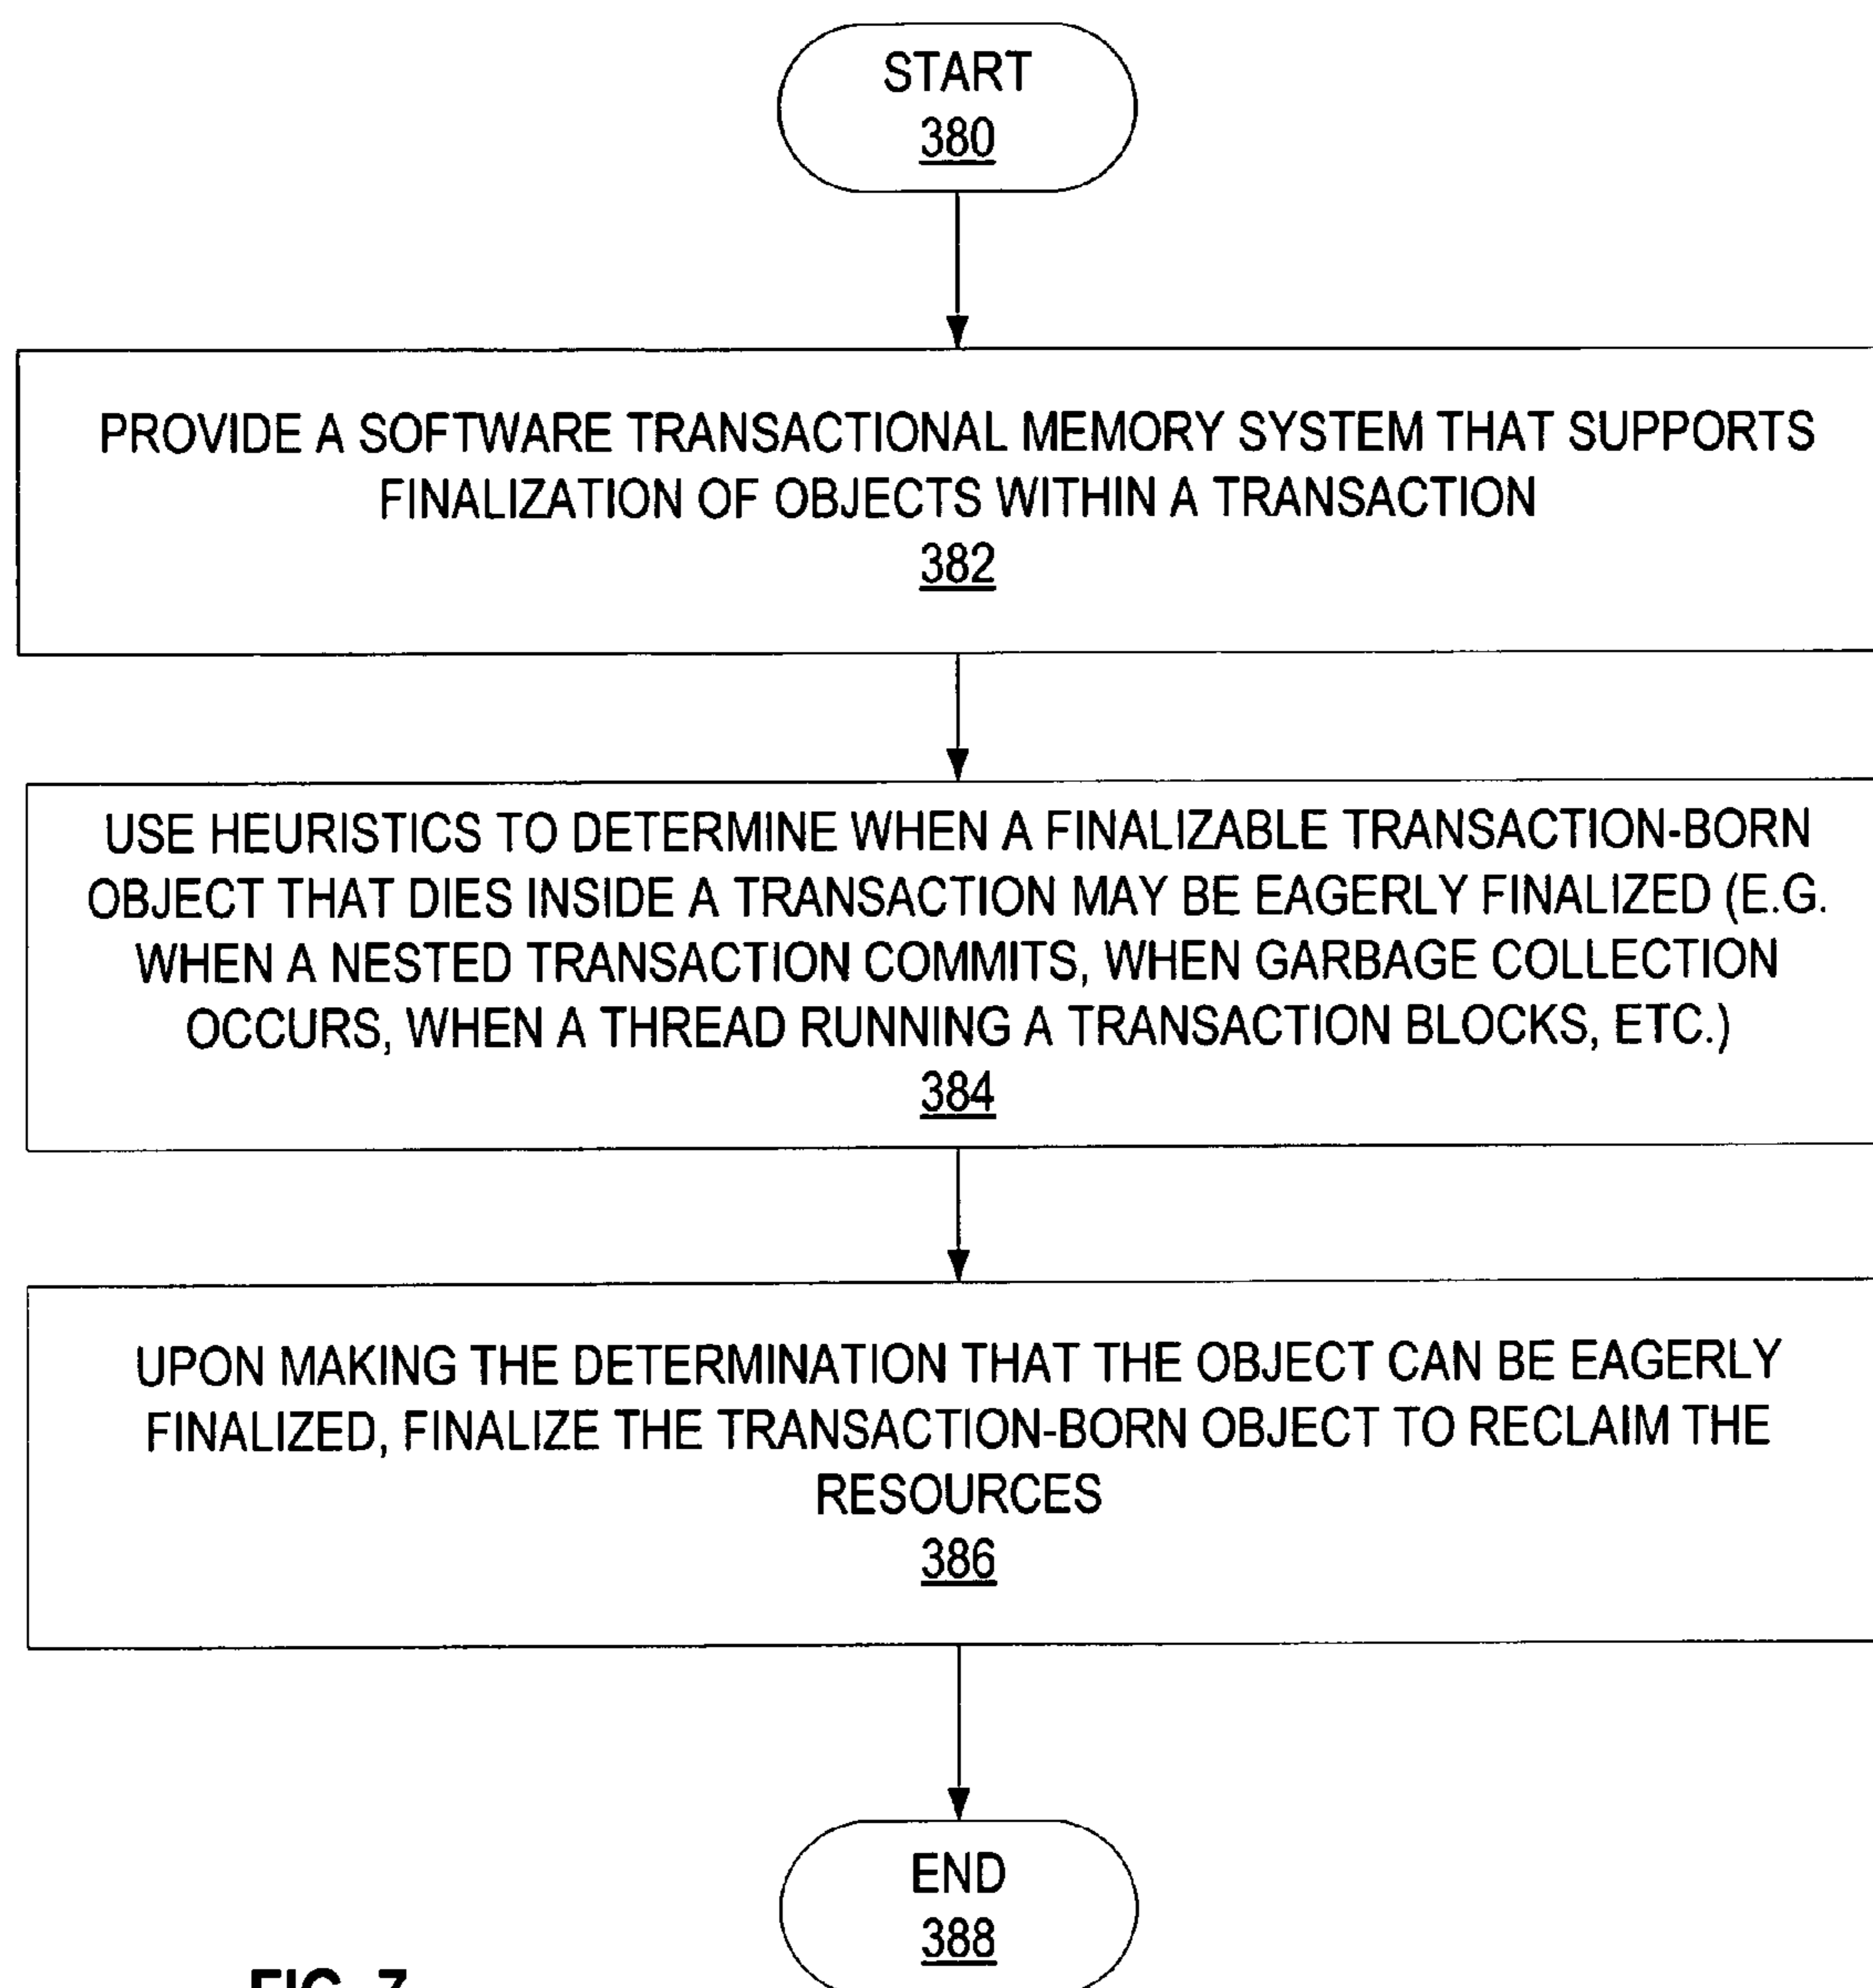 START
380
PROVIDE A SOFTWARE TRANSACTIONAL MEMORY SYSTEM THAT SUPPORTS
FINALIZATION OF OBJECTS WITHIN A TRANSACTION
382
USE HEURISTICS TO DETERMINE WHEN A FINALIZABLE TRANSACTION-BORN
OBJECT THAT DIES INSIDE A TRANSACTION MAY BE EAGERLY FINALIZED (E.G.
WHEN A NESTED TRANSACTION COMMITS, WHEN GARBAGE COLLECTION
OCCURS, WHEN A THREAD RUNNING A TRANSACTION BLOCKS, ETC.)
384
UPON MAKING THE DETERMINATION THAT THE OBJECT CAN BE EAGERLY
FINALIZED, FINALIZE THE TRANSACTION-BORN OBJECT TO RECLAIM THE
RESOURCES
386
END
388
FIG. 7